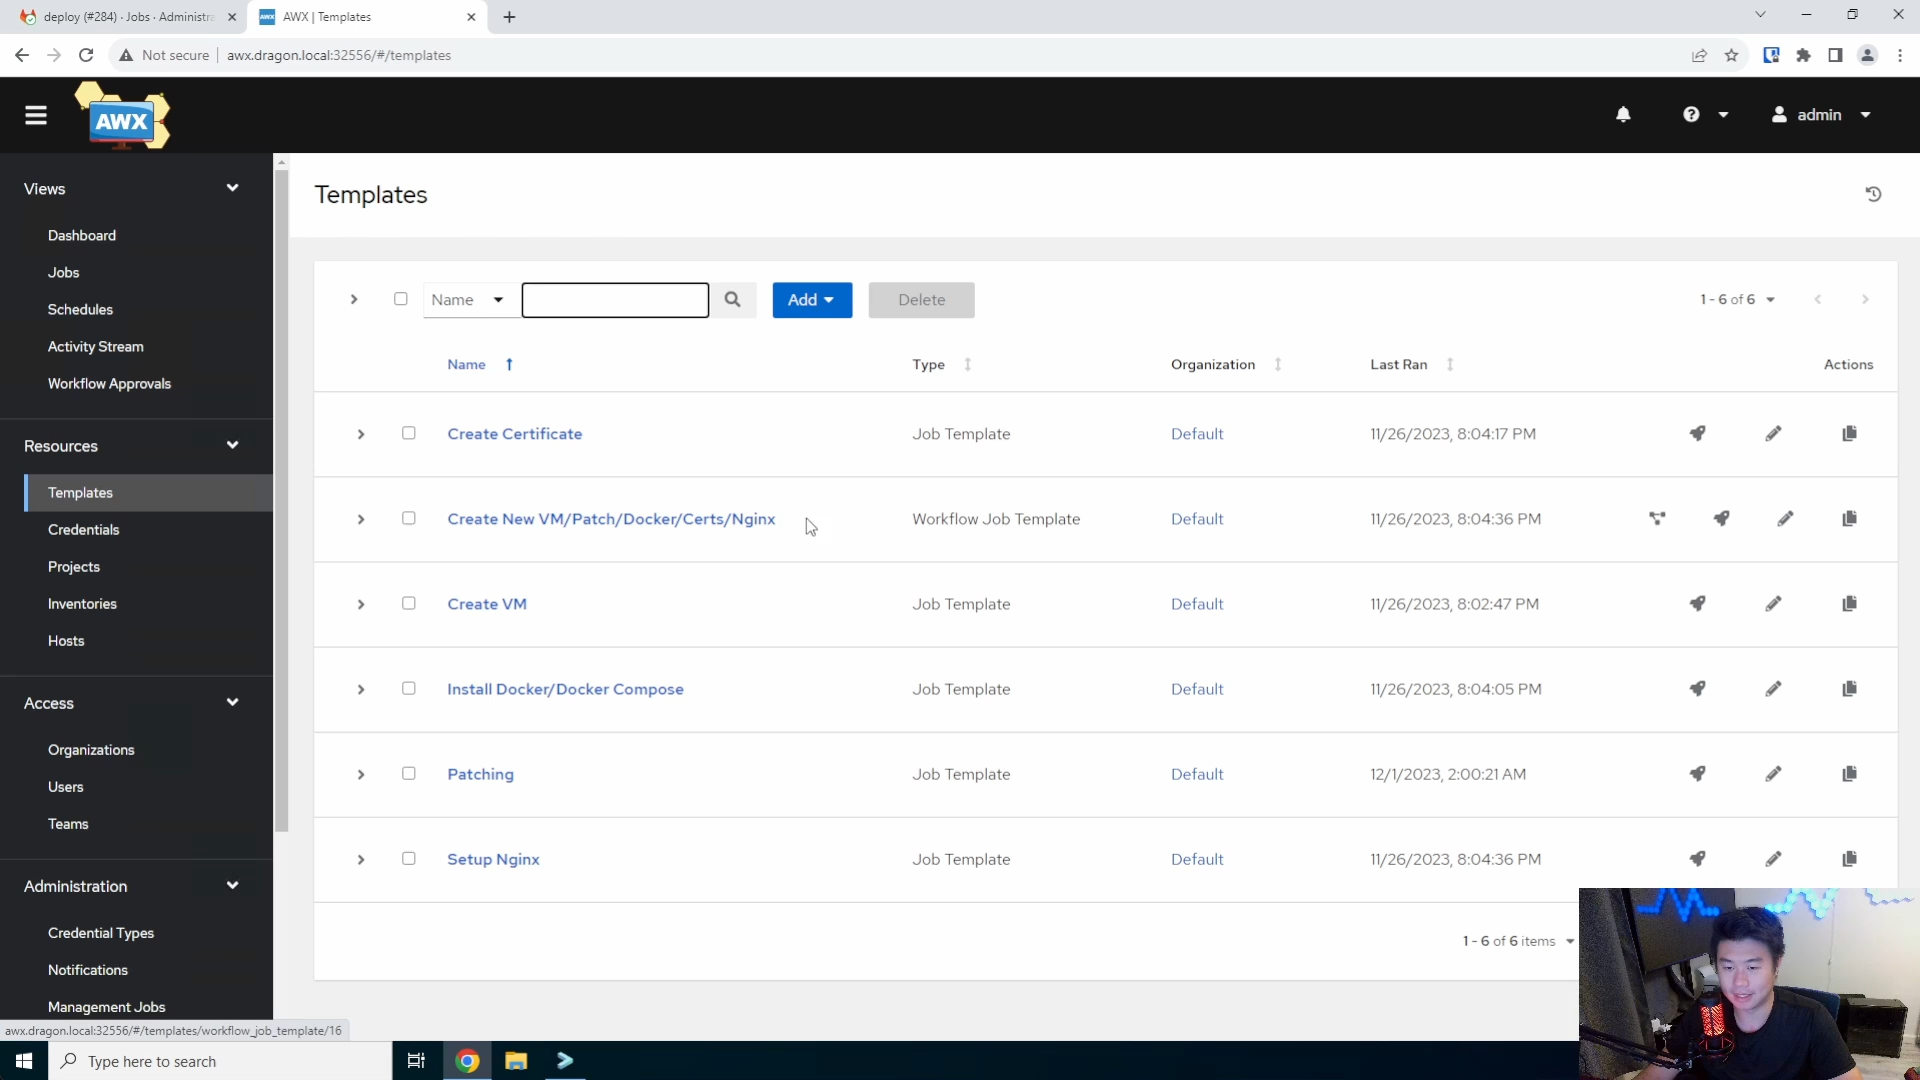 deploy (#284) · Jobs · Administra
AWX | Templates
Not secure
awx.dragon.local:32556/#/templates
AWX
admin
Views
Dashboard
Jobs
Schedules
Activity Stream
Workflow Approvals
Resources
Templates
Credentials
Projects
Inventories
Hosts
Access
Organizations
Users
Teams
Administration
Credential Types
Notifications
Management Jobs
Templates
Name
Add
Delete
1 - 6 of 6
Name Type Organization Last Ran Actions
Create Certificate Job Template Default 11/26/2023, 8:04:17 PM
Create New VM/Patch/Docker/Certs/Nginx Workflow Job Template Default 11/26/2023, 8:04:36 PM
Create VM Job Template Default 11/26/2023, 8:02:47 PM
Install Docker/Docker Compose Job Template Default 11/26/2023, 8:04:05 PM
Patching Job Template Default 12/1/2023, 2:00:21 AM
Setup Nginx Job Template Default 11/26/2023, 8:04:36 PM
1 - 6 of 6 items
awx.dragon.local:32556/#/templates/workflow_job_template/16
Type here to search